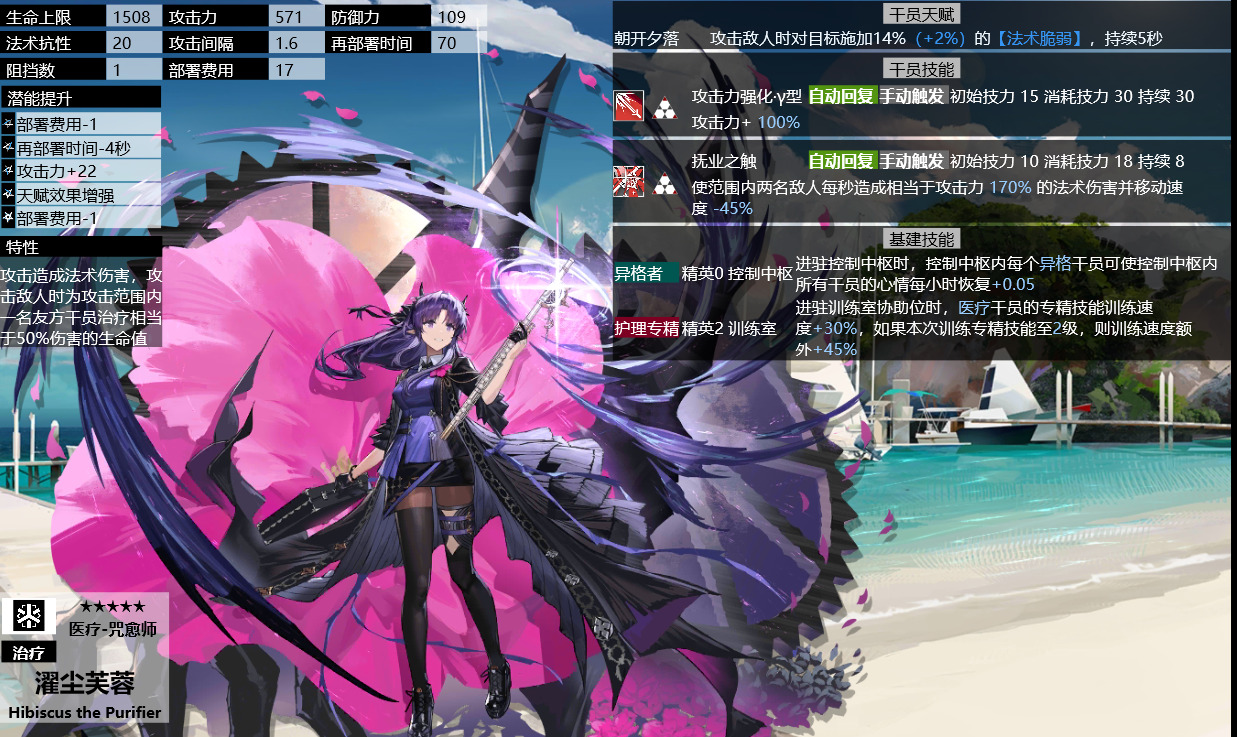 生命上限 1508 攻击力 571 防御力 109
法术抗性 20 攻击间隔 1.6 再部署时间 70
阻挡数 1 部署费用 17
潜能提升
部署费用-1
再部署时间-4秒
攻击力+22
天赋效果增强
部署费用-1
特性
攻击造成法术伤害，攻
击敌人时为攻击范围内
一名友方干员治疗相当
于50%伤害的生命值
★★★★★
医疗-咒愈师
治疗
濯尘芙蓉
Hibiscus the Purifier
干员天赋
朝开夕落 攻击敌人时对目标施加14%（+2%）的【法术脆弱】，持续5秒
干员技能
攻击力强化·γ型 自动回复 手动触发 初始技力 15 消耗技力 30 持续 30
攻击力+ 100%
抚业之触 自动回复 手动触发 初始技力 10 消耗技力 18 持续 8
使范围内两名敌人每秒造成相当于攻击力 170% 的法术伤害并移动速
度 -45%
基建技能
异格者 精英0 控制中枢 进驻控制中枢时，控制中枢内每个异格干员可使控制中枢内
所有干员的心情每小时恢复+0.05
护理专精 精英2 训练室 进驻训练室协助位时，医疗干员的专精技能训练速
度+30%，如果本次训练专精技能至2级，则训练速度额
外+45%